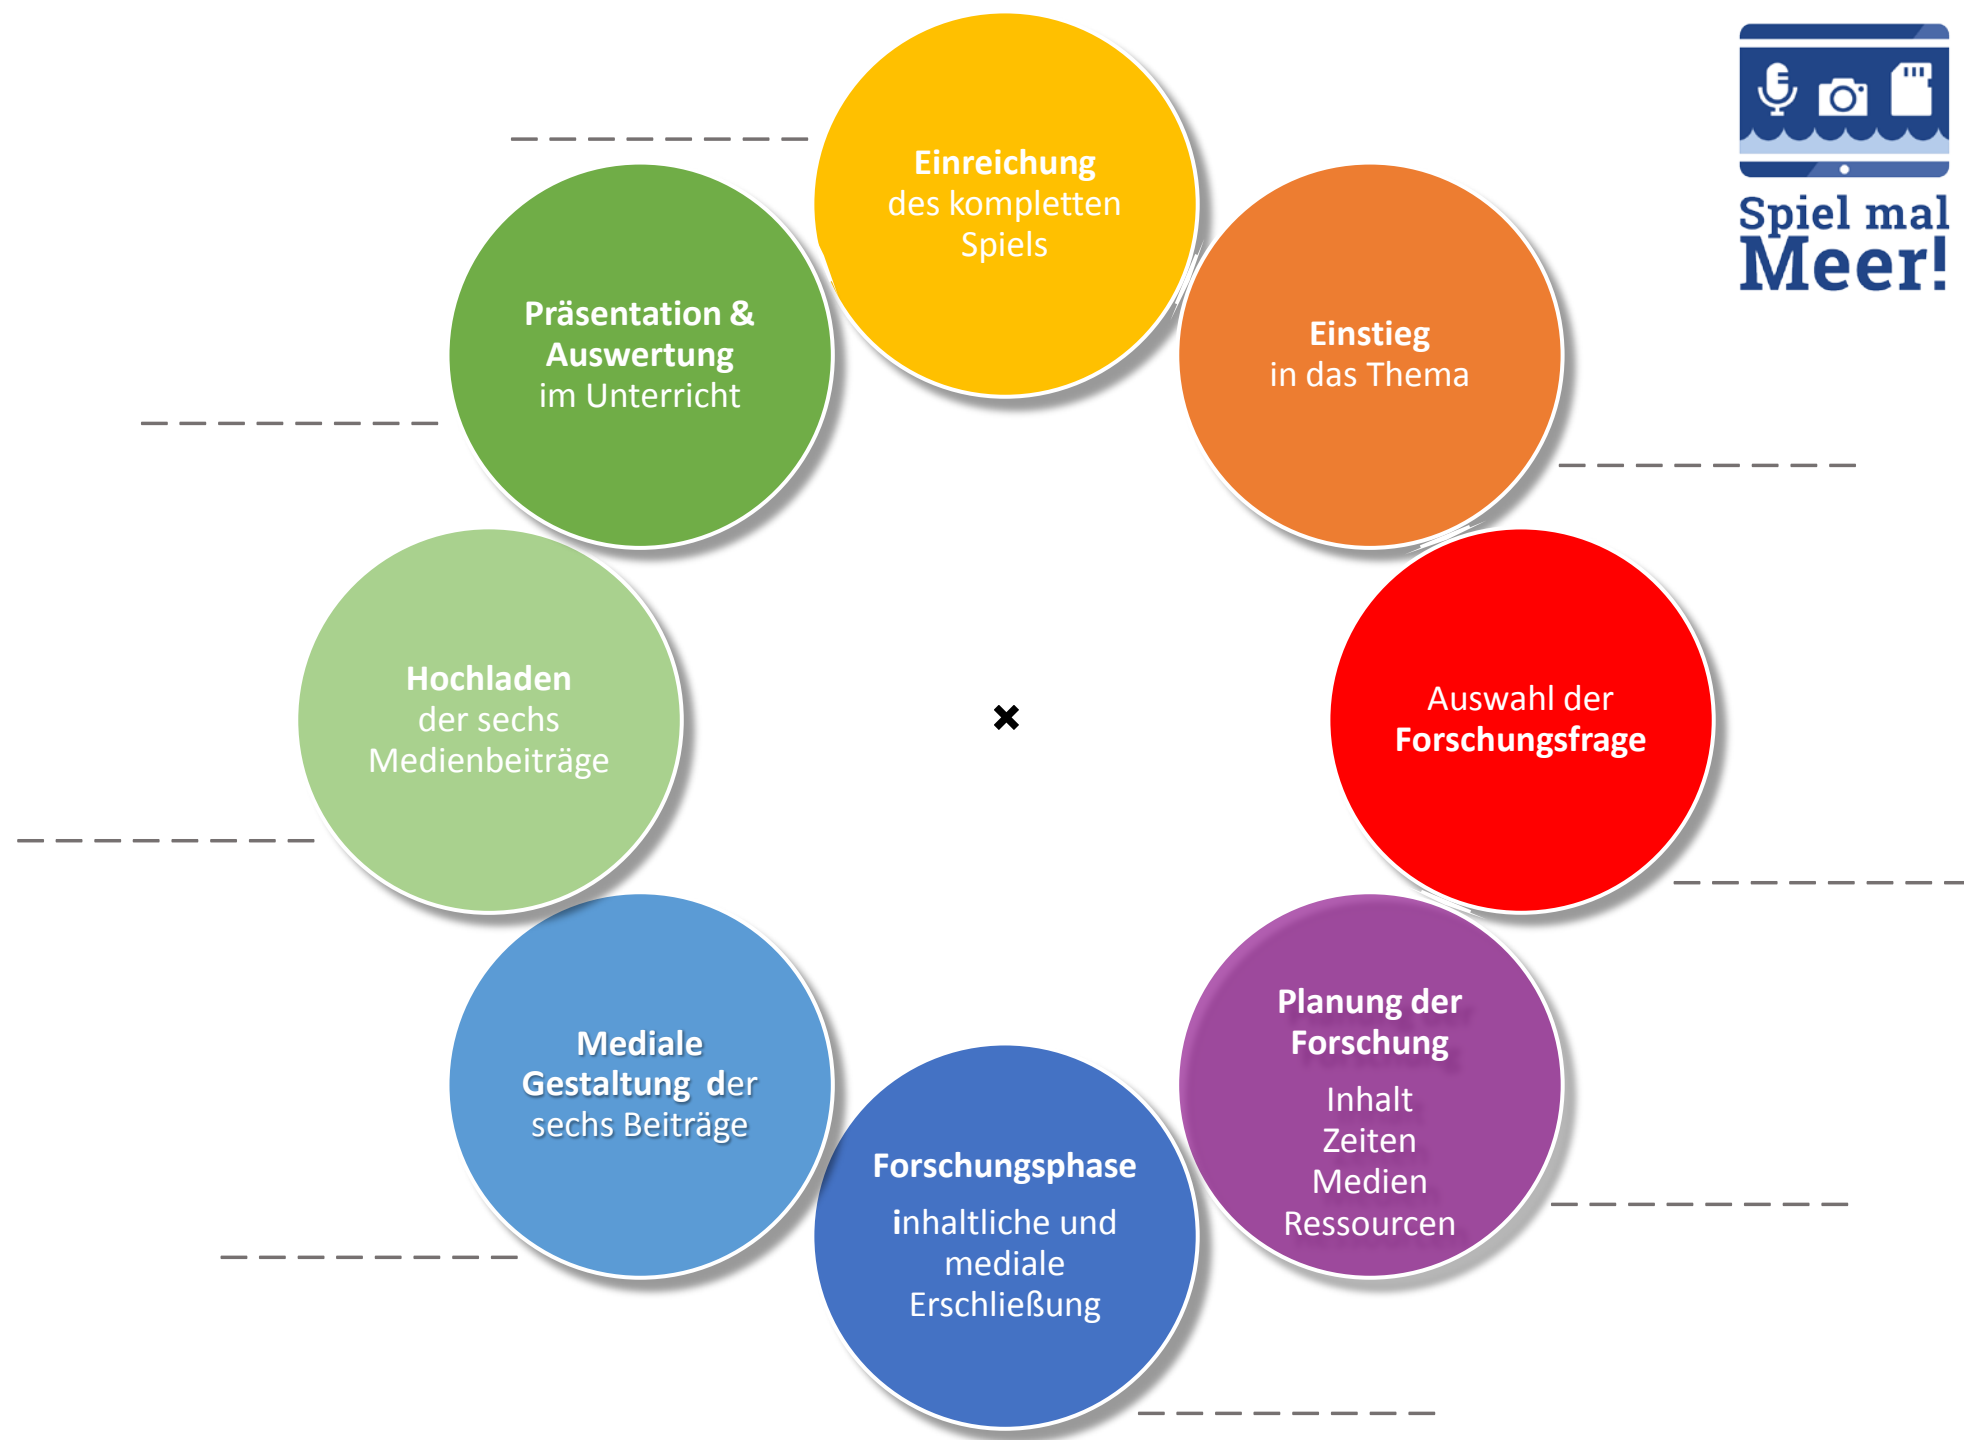 Einreichung
des kompletten
Spiels
Spiel mal
Meer!
Einstieg
in das Thema
Auswahl der
Forschungsfrage
Planung der
Forschung
Inhalt
Zeiten
Medien
Ressourcen
Forschungsphase
inhaltliche und
mediale
Erschließung
Mediale
Gestaltung  der
sechs Beiträge
Hochladen
der sechs
Medienbeiträge
Präsentation &
Auswertung
im Unterricht